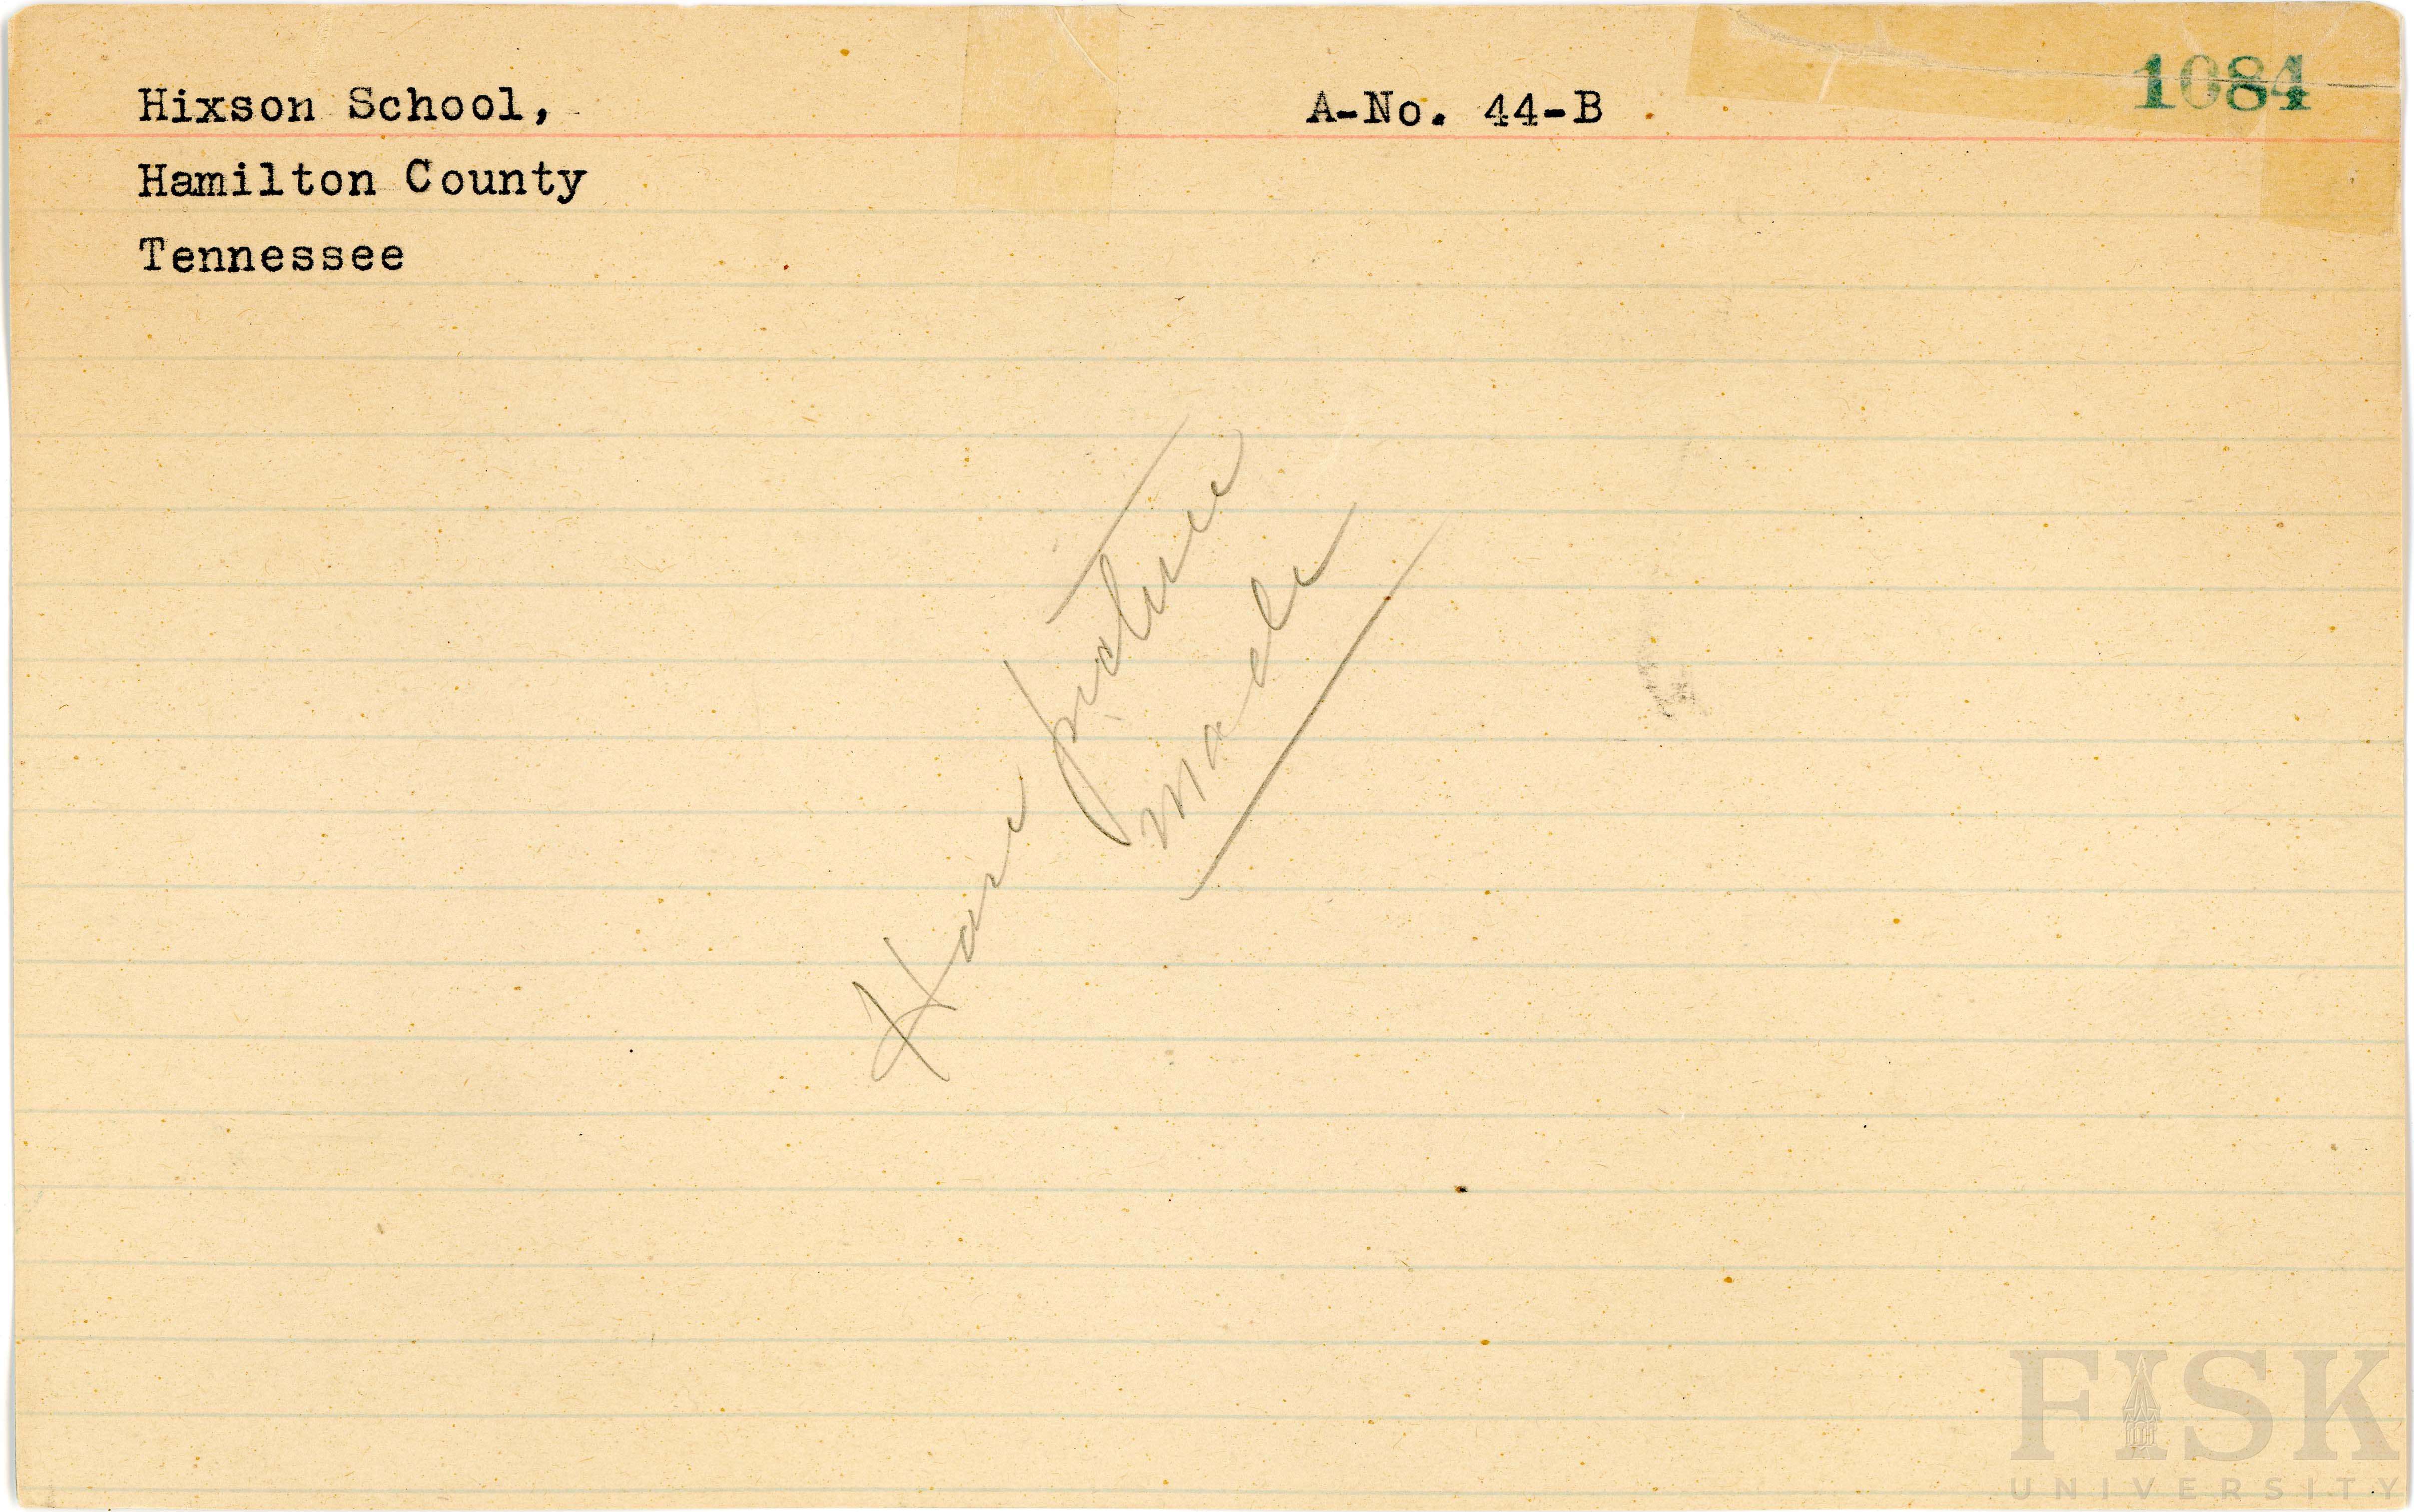 Hixson School,
A-No. 44-B
1084
Hamilton County
Tennessee
Have picture
made
FISK
UNIVERSITY